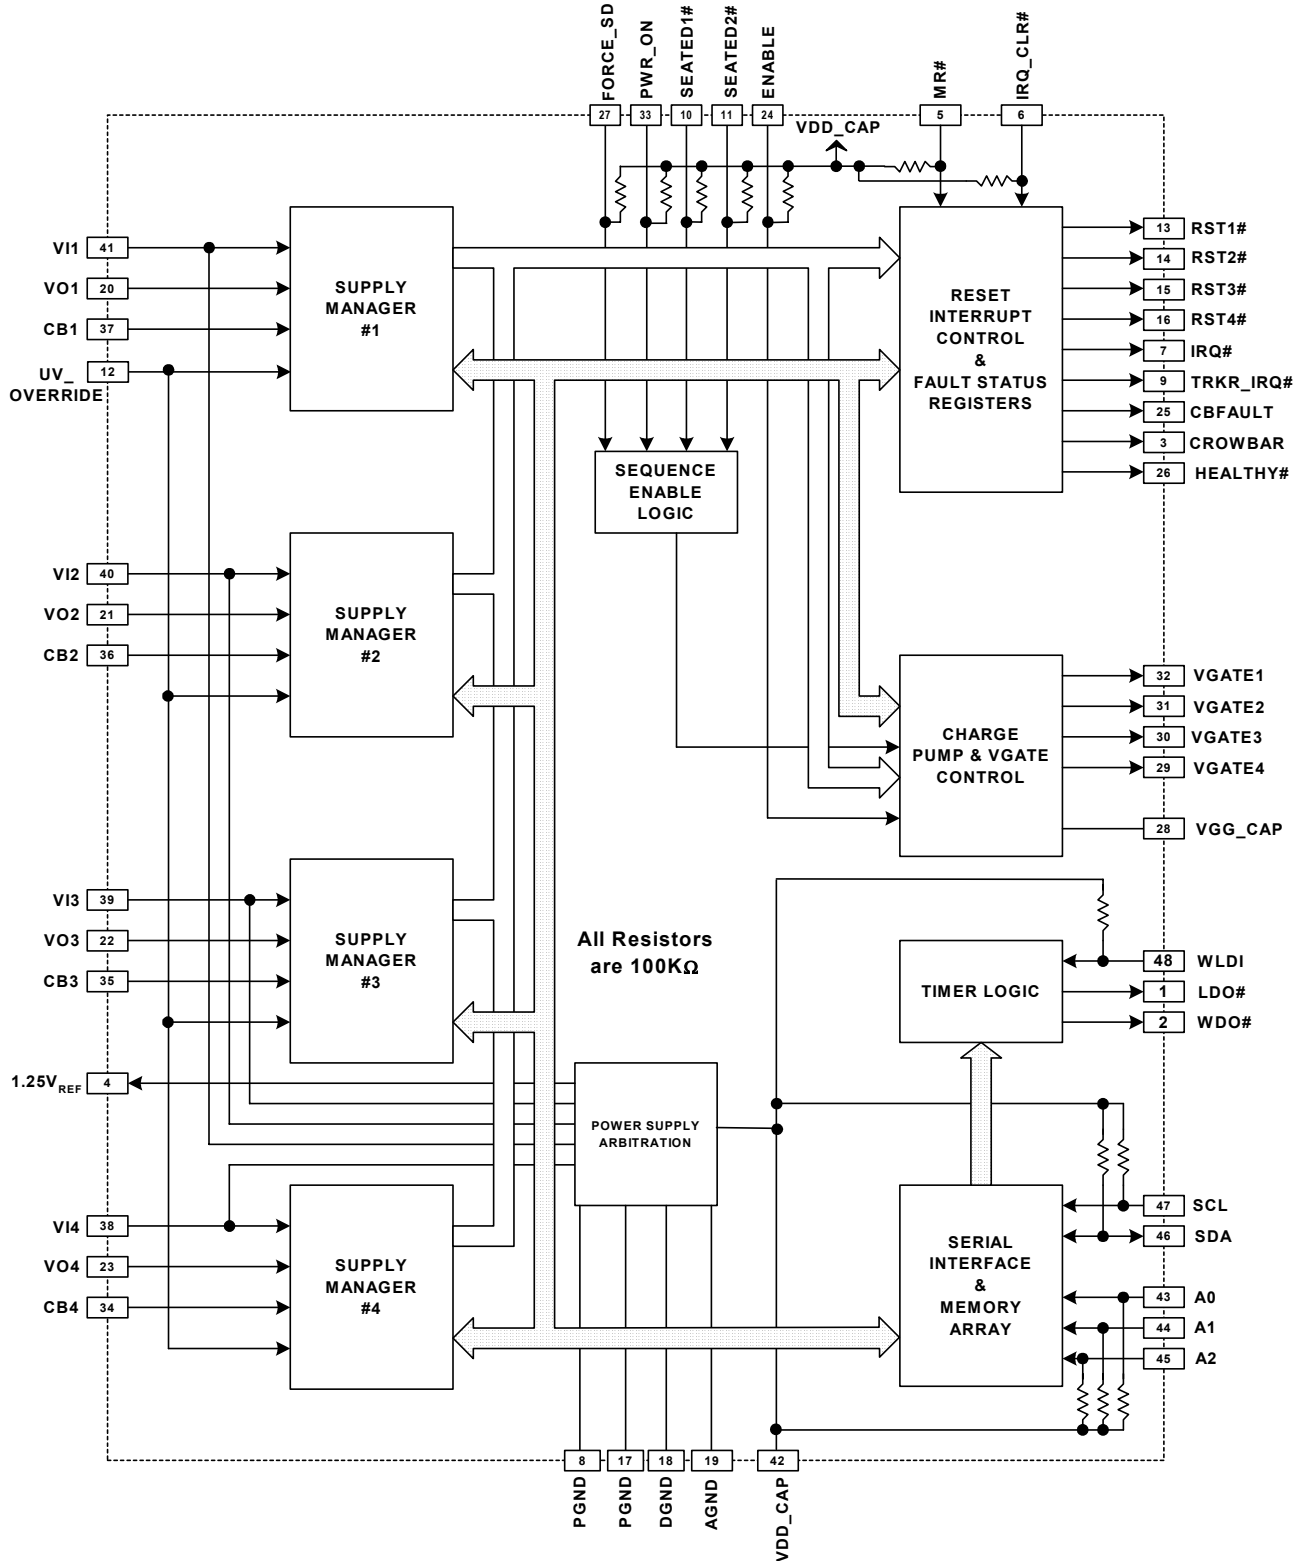 FORCE_SD
PWR_ON
SEATED1#
SEATED2#
ENABLE
MR#
IRQ_CLR#
27
33
10
11
24
5
6
VDD_CAP
VI1
41
VO1
20
CB1
37
UV_
OVERRIDE
12
SUPPLY
MANAGER
#1
RESET
INTERRUPT
CONTROL
&
FAULT STATUS
REGISTERS
13
RST1#
14
RST2#
15
RST3#
16
RST4#
7
IRQ#
9
TRKR_IRQ#
25
CBFAULT
3
CROWBAR
26
HEALTHY#
SEQUENCE
ENABLE
LOGIC
VI2
40
VO2
21
CB2
36
SUPPLY
MANAGER
#2
CHARGE
PUMP & VGATE
CONTROL
32
VGATE1
31
VGATE2
30
VGATE3
29
VGATE4
28
VGG_CAP
VI3
39
VO3
22
CB3
35
SUPPLY
MANAGER
#3
All Resistors
are 100KΩ
TIMER LOGIC
48
WLDI
1
LDO#
2
WDO#
1.25VREF
4
POWER SUPPLY
ARBITRATION
VI4
38
VO4
23
CB4
34
SUPPLY
MANAGER
#4
SERIAL
INTERFACE
&
MEMORY
ARRAY
47
SCL
46
SDA
43
A0
44
A1
45
A2
8
17
18
19
42
PGND
PGND
DGND
AGND
VDD_CAP